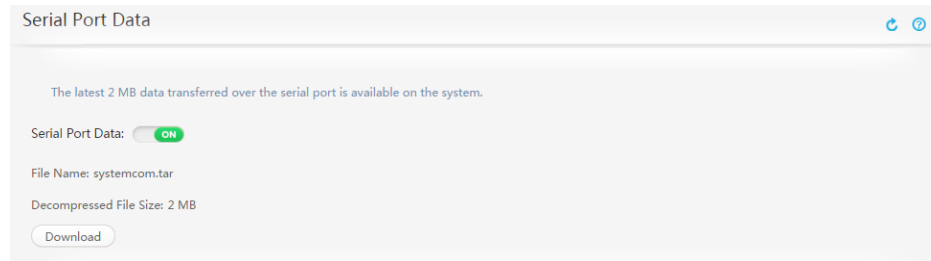 Serial Port Data
The latest 2 MB data transferred over the serial port is available on the system.
Serial Port Data: ON
File Name: systemcom.tar
Decompressed File Size: 2 MB
Download